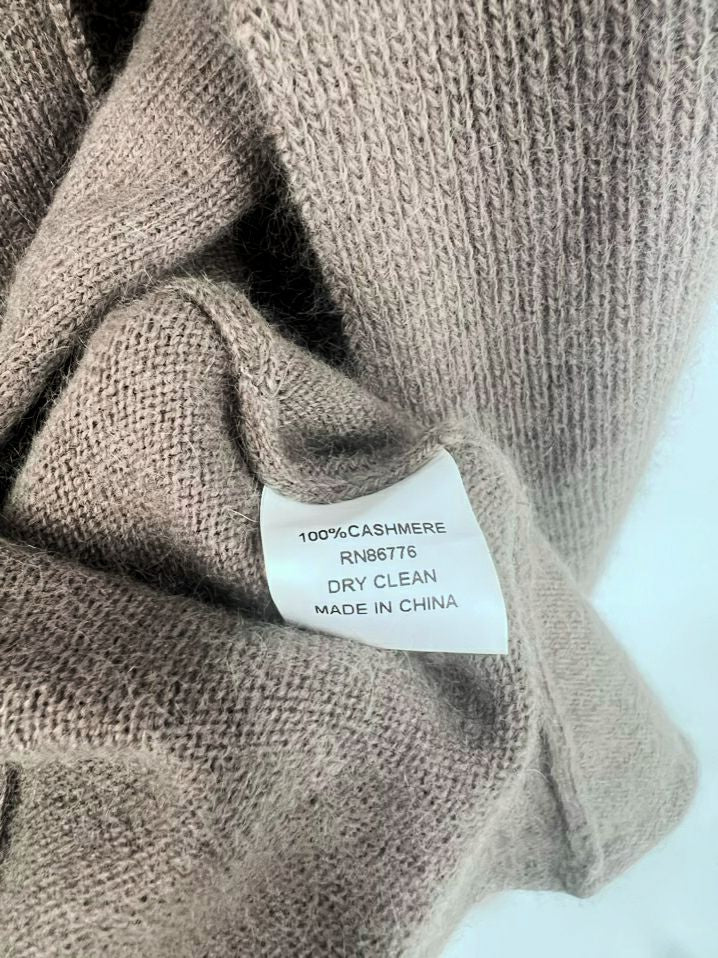 100%CASHMERE
RN86776
DRY CLEAN
MADE IN CHINA